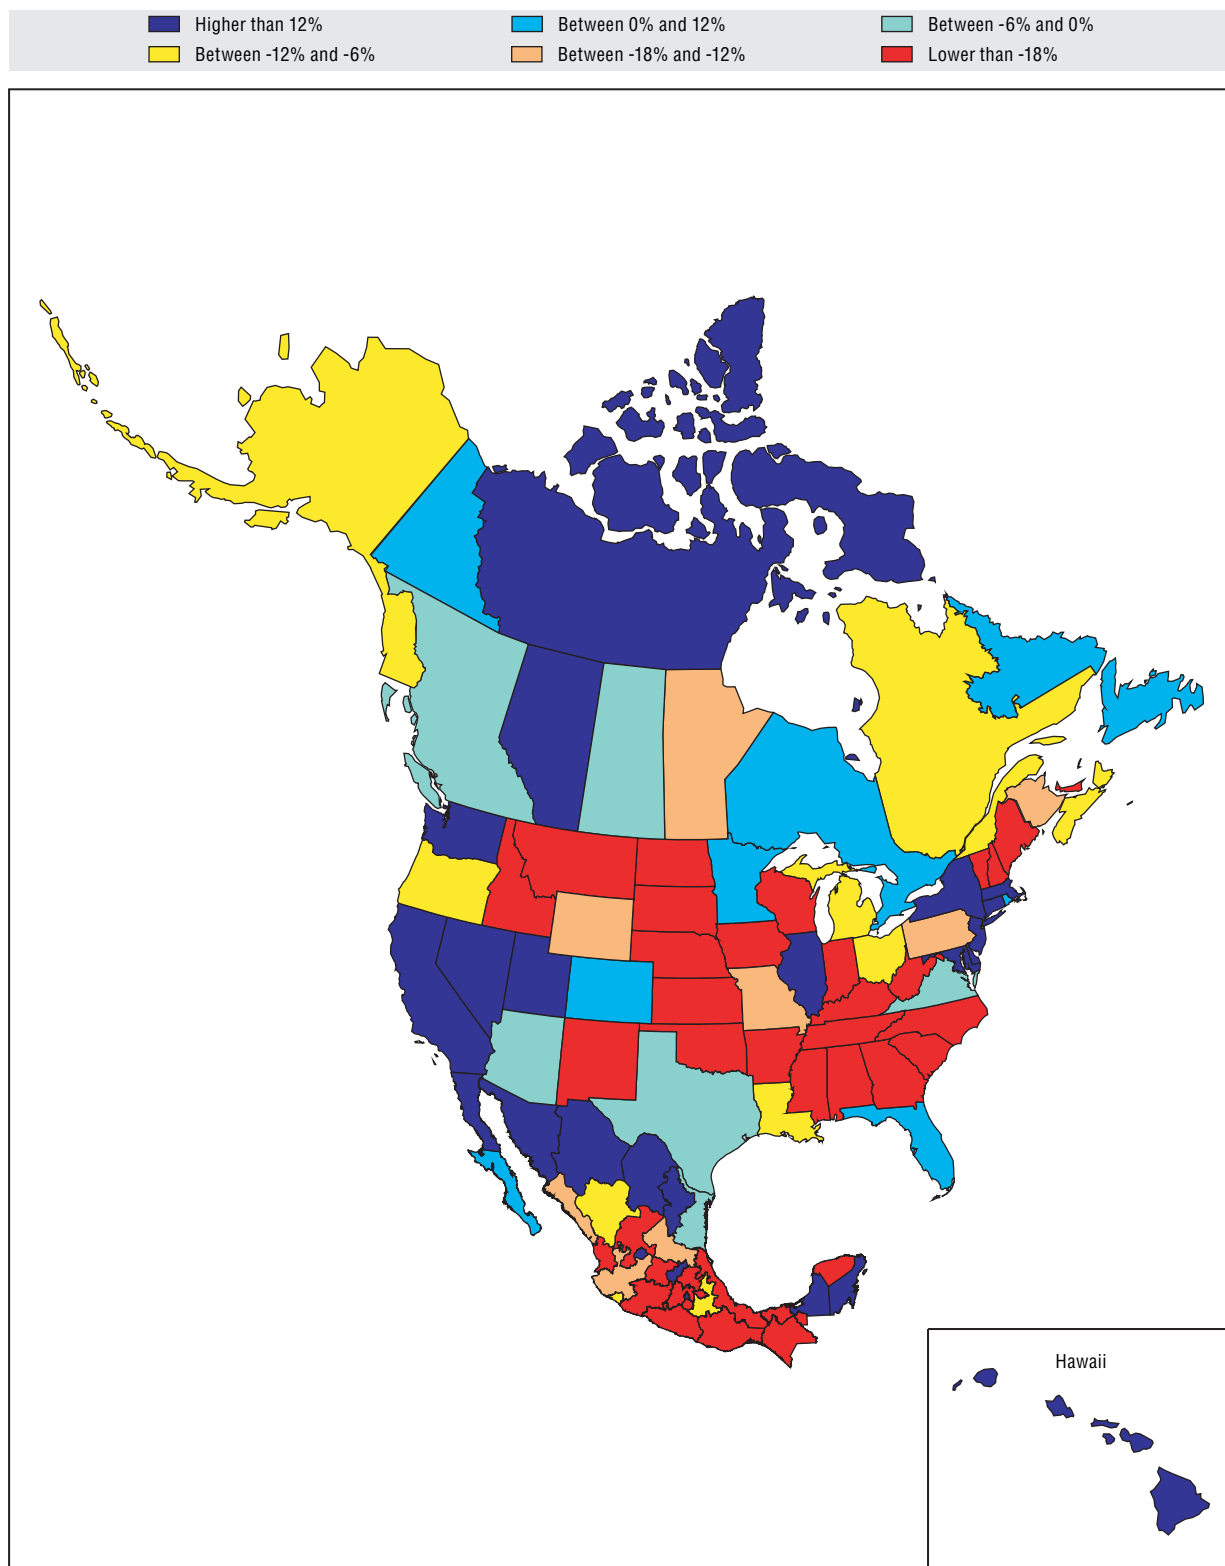 Higher than 12% Between 0% and 12% Between -6% and 0%
Between -12% and -6% Between -18% and -12% Lower than -18%
Hawaii